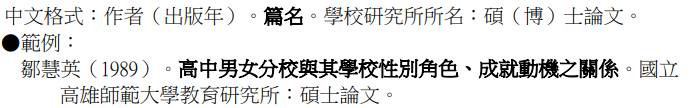 中文格式：作者（出版年）。篇名。學校研究所所名：碩（博）士論文。
●範例：
鄒慧英（1989）。高中男女分校與其學校性別角色、成就動機之關係。國立
高雄師範大學教育研究所：碩士論文。